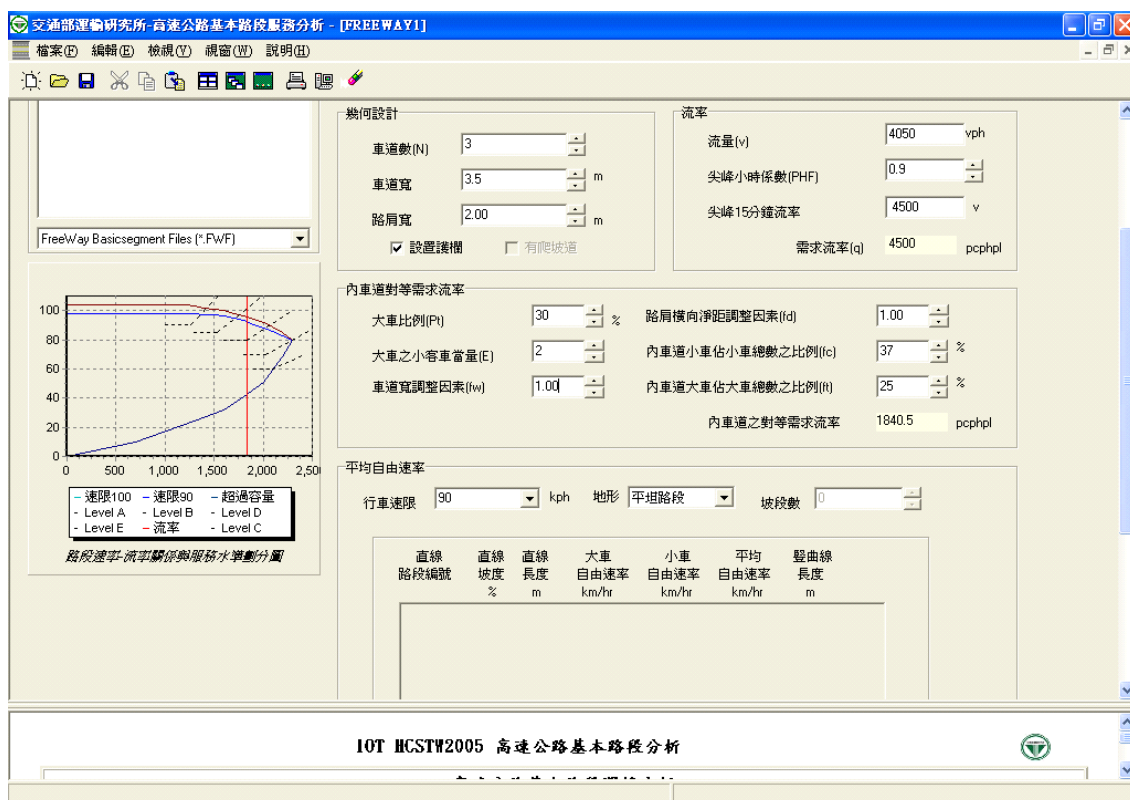 交通部運輸研究所-高速公路基本路段服務分析 - [FREEWAY1]
檔案(F) 編輯(E) 檢視(V) 視窗(W) 說明(H)
FreeWay Basicsegment Files (*.FWF)
100
80
60
40
20
0
0 500 1,000 1,500 2,000 2,50
速限100 速限90 超過容量
Level A Level B Level D
Level E 流率 Level C
路段速率-流率關係與服務水準劃分圖
幾何設計
車道數(N) 3
車道寬 3.5 m
路肩寬 2.00 m
設置護欄 有爬坡道
流率
流量(v) 4050 vph
尖峰小時係數(PHF) 0.9
尖峰15分鐘流率 4500 v
需求流率(q) 4500 pcphpl
內車道對等需求流率
大車比例(Pt) 30 %
大車之小客車當量(E) 2
車道寬調整因素(fw) 1.00
路肩橫向淨距調整因素(fd) 1.00
內車道小車佔小車總數之比例(fc) 37 %
內車道大車佔大車總數之比例(ft) 25 %
內車道之對等需求流率 1840.5 pcphpl
平均自由速率
行車速限 90 kph 地形 平坦路段 坡段數 0
直線 直線 直線 大車 小車 平均 豎曲線
路段編號 坡度 長度 自由速率 自由速率 自由速率 長度
% m km/hr km/hr km/hr m
IOT HCSTW2005 高速公路基本路段分析